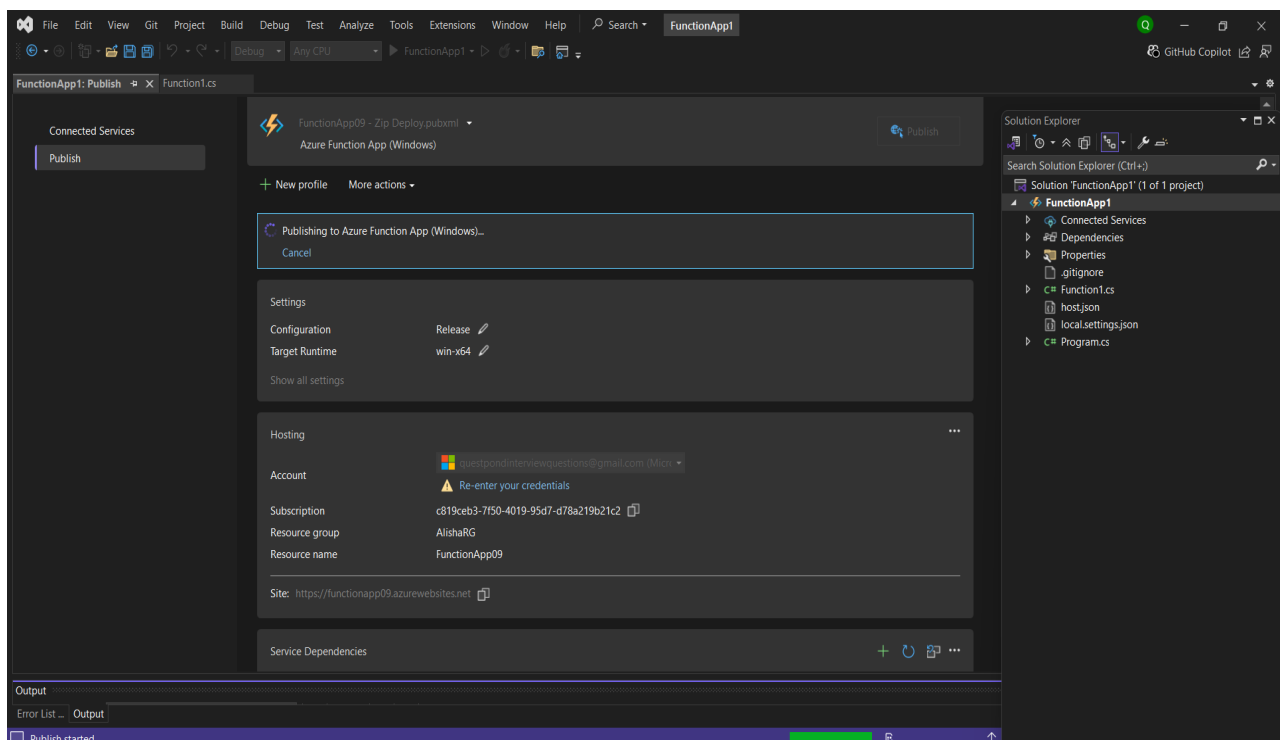 File Edit View Git Project Build Debug Test Analyze Tools Extensions Window Help Search FunctionApp1 Q
Debug Any CPU FunctionApp1 GitHub Copilot
FunctionApp1: Publish Function1.cs
Connected Services
Publish
FunctionApp09 - Zip Deploy.pubxml
Azure Function App (Windows)
Publish
New profile More actions
Publishing to Azure Function App (Windows)...
Cancel
Settings
Configuration Release
Target Runtime win-x64
Show all settings
Hosting
Account questpondinterviewquestions@gmail.com (Micr
Re-enter your credentials
Subscription c819ceb3-7f50-4019-95d7-d78a219b21c2
Resource group AlishaRG
Resource name FunctionApp09
Site: https://functionapp09.azurewebsites.net
Service Dependencies
Solution Explorer
Search Solution Explorer (Ctrl+;)
Solution 'FunctionApp1' (1 of 1 project)
FunctionApp1
Connected Services
Dependencies
Properties
.gitignore
C# Function1.cs
host.json
local.settings.json
C# Program.cs
Output
Error List ... Output
Publish started